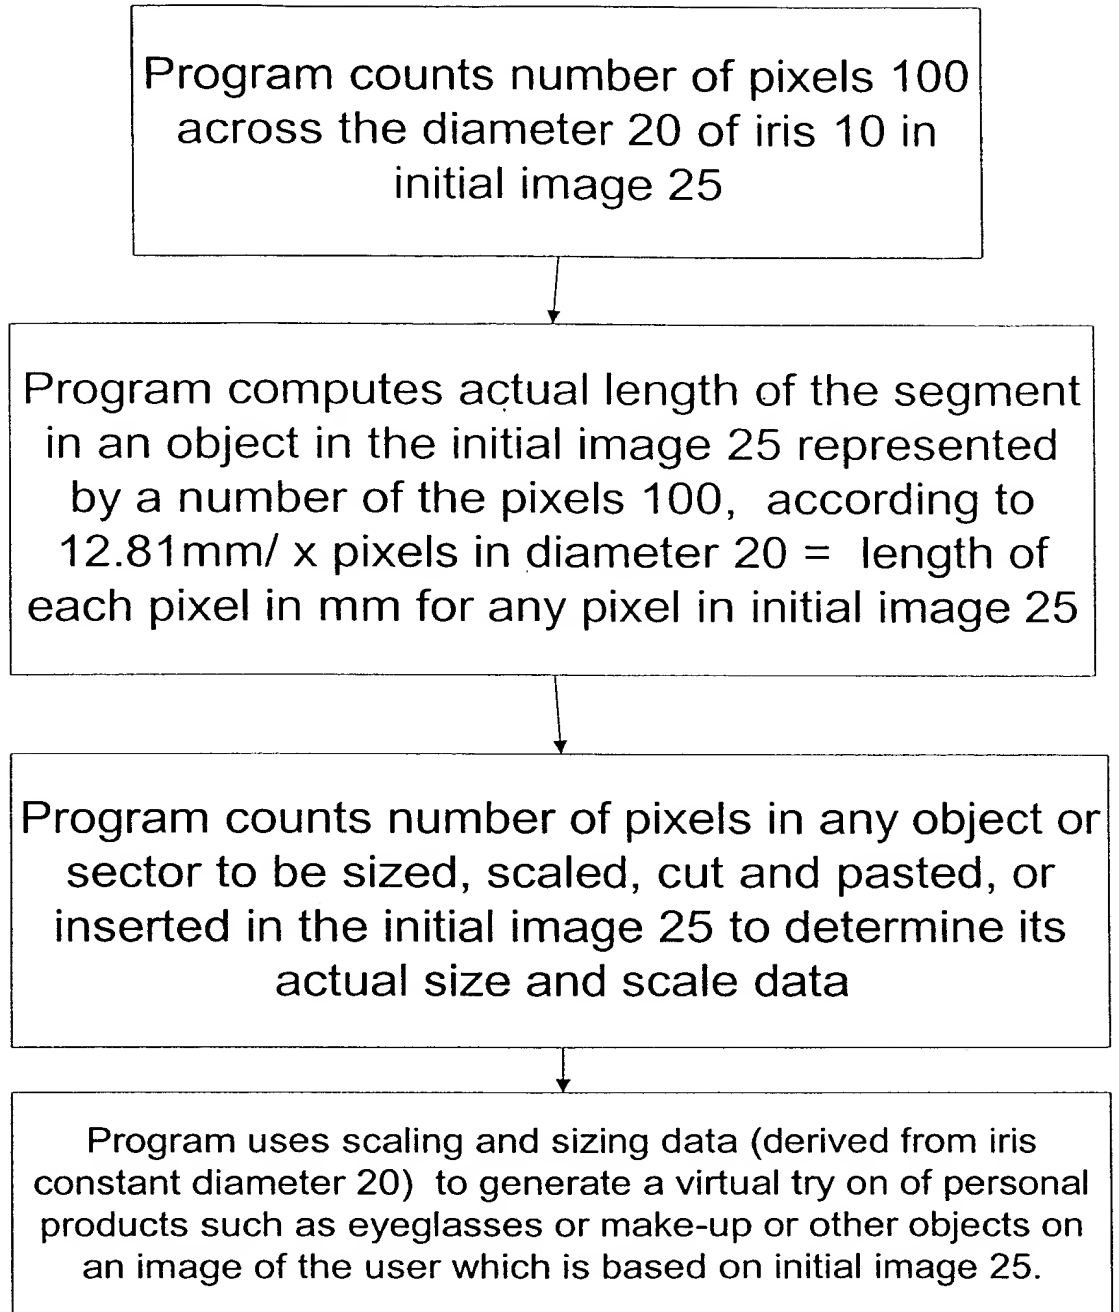 Program counts number of pixels 100
across the diameter 20 of iris 10 in
initial image 25
Program computes actual length of the segment
in an object in the initial image 25 represented
by a number of the pixels 100, according to
12.81mm/ x pixels in diameter 20 = length of
each pixel in mm for any pixel in initial image 25
Program counts number of pixels in any object or
sector to be sized, scaled, cut and pasted, or
inserted in the initial image 25 to determine its
actual size and scale data
Program uses scaling and sizing data (derived from iris
constant diameter 20) to generate a virtual try on of personal
products such as eyeglasses or make-up or other objects on
an image of the user which is based on initial image 25.